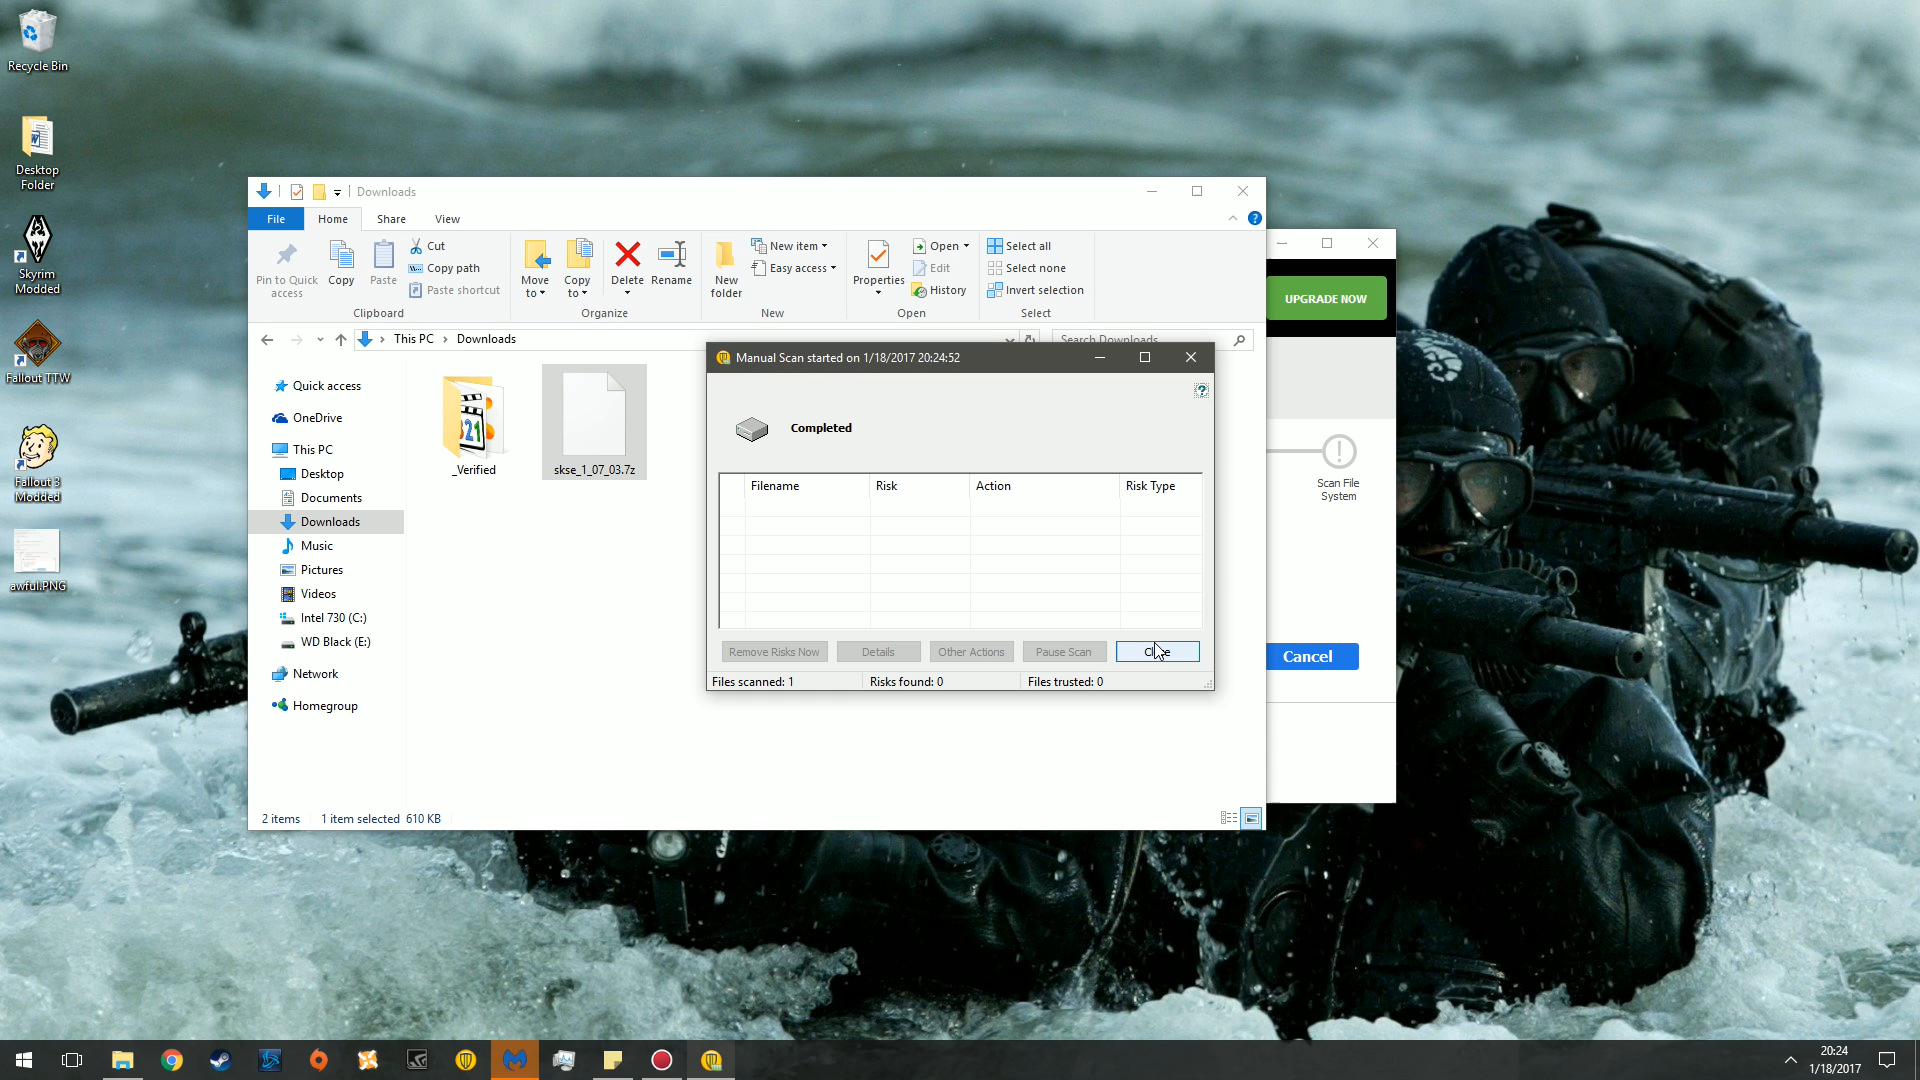 Recycle Bin
Desktop
Folder
Skyrim
Modded
Fallout TTW
Fallout 3
Modded
awful.PNG
Downloads
File
Home
Share
View
Pin to Quick
access
Copy
Paste
Cut
Copy path
Paste shortcut
Clipboard
Move
to
Copy
to
Delete
Rename
Organize
New
folder
New item
Easy access
New
Properties
Open
Edit
History
Open
Select all
Select none
Invert selection
Select
This PC
Downloads
Search Downloads
Quick access
OneDrive
This PC
Desktop
Documents
Downloads
Music
Pictures
Videos
Intel 730 (C:)
WD Black (E:)
Network
Homegroup
_Verified
skse_1_07_03.7z
2 items
1 item selected 610 KB
Manual Scan started on 1/18/2017 20:24:52
Completed
Filename
Risk
Action
Risk Type
Remove Risks Now
Details
Other Actions
Pause Scan
Files scanned: 1
Risks found: 0
Files trusted: 0
UPGRADE NOW
Scan File
System
Cancel
20:24
1/18/2017